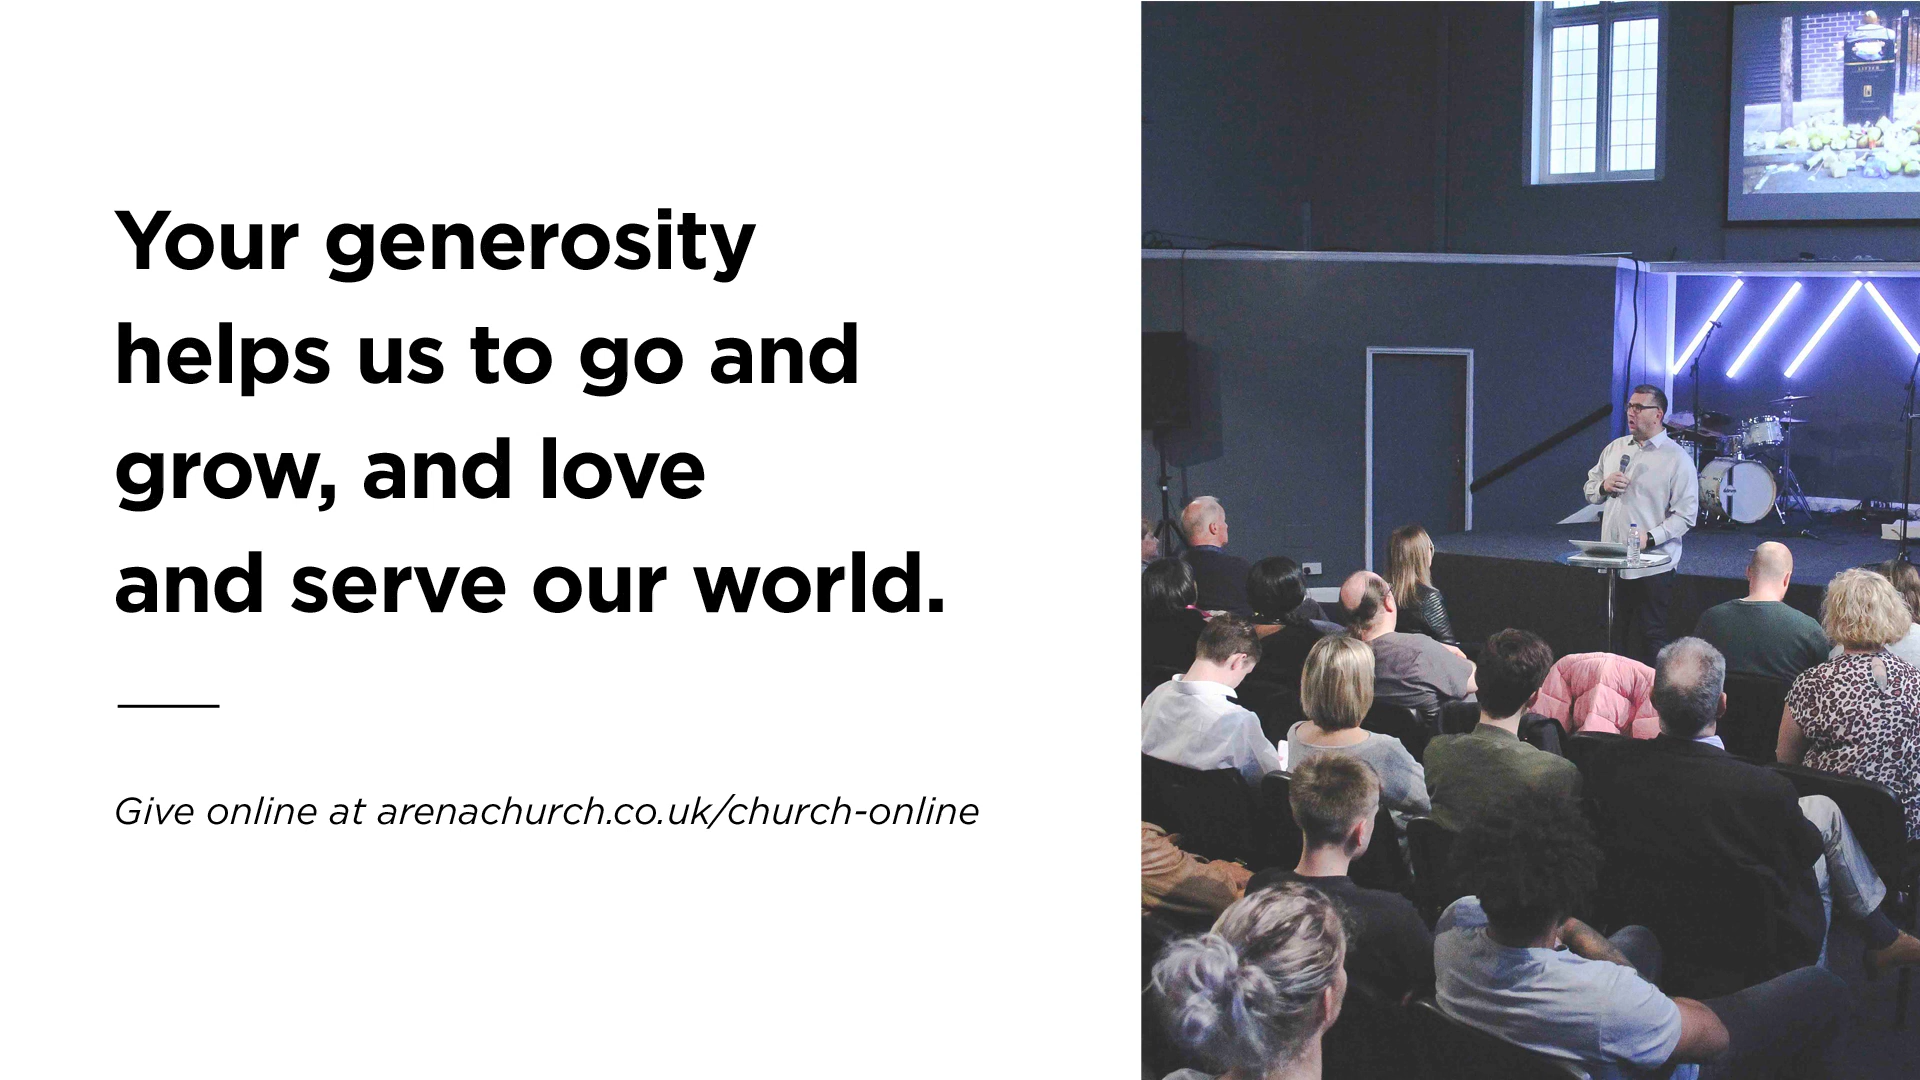 Your generosity
helps us to go and
grow, and love
and serve our world.
Give online at arenachurch.co.uk/church-online
LITTER